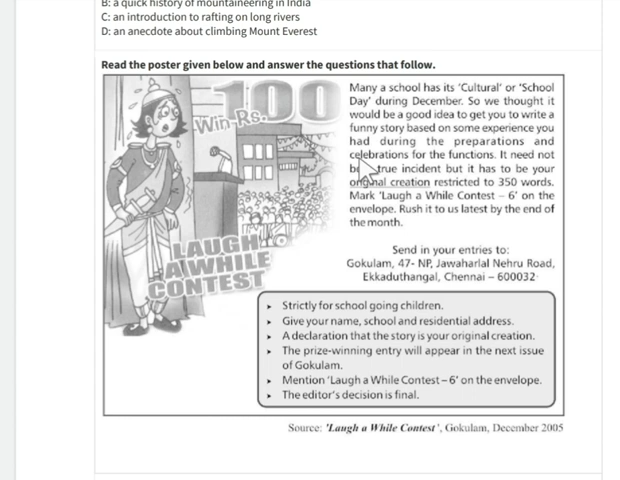 B: a quick history of mountaineering in India
C: an introduction to rafting on long rivers
D: an anecdote about climbing Mount Everest
Read the poster given below and answer the questions that follow.
Win Rs. 100
LAUGH
A WHILE
CONTEST
Many a school has its 'Cultural' or 'School
Day' during December. So we thought it
would be a good idea to get you to write a
funny story based on some experience you
had during the preparations and
celebrations for the functions. It need not
true incident but it has to be your
original creation restricted to 350 words.
Mark 'Laugh a While Contest – 6' on the
envelope. Rush it to us latest by the end of
the month.
Send in your entries to:
Gokulam, 47- NP, Jawaharlal Nehru Road,
Ekkaduthangal, Chennai – 600032
➤ Strictly for school going children.
➤ Give your name, school and residential address.
➤ A declaration that the story is your original creation.
➤ The prize-winning entry will appear in the next issue
of Gokulam.
➤ Mention 'Laugh a While Contest – 6' on the envelope.
➤ The editor's decision is final.
Source: 'Laugh a While Contest', Gokulam, December 2005